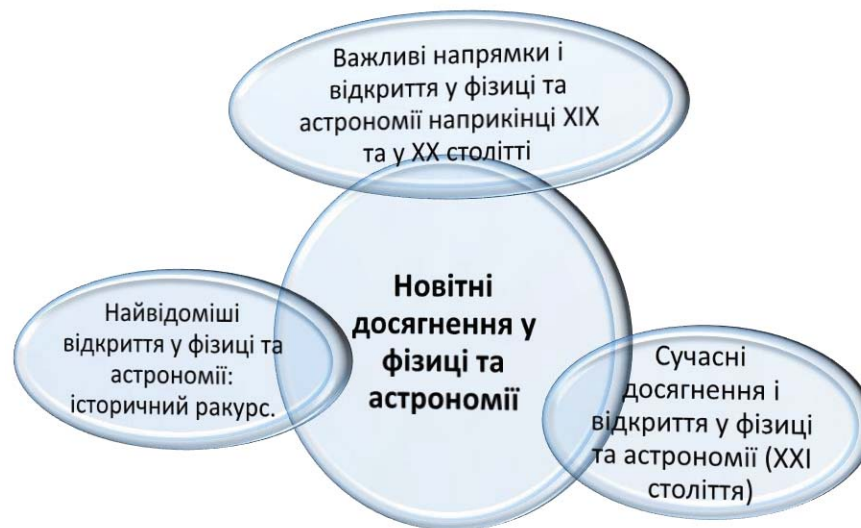 Важливі напрямки і
відкриття у фізиці та
астрономії наприкінці XIX
та у XX столітті
Новітні
досягнення у
фізиці та
астрономії
Найвідоміші
відкриття у фізиці та
астрономії:
історичний ракурс.
Сучасні
досягнення і
відкриття у фізиці
та астрономії (XXI
століття)